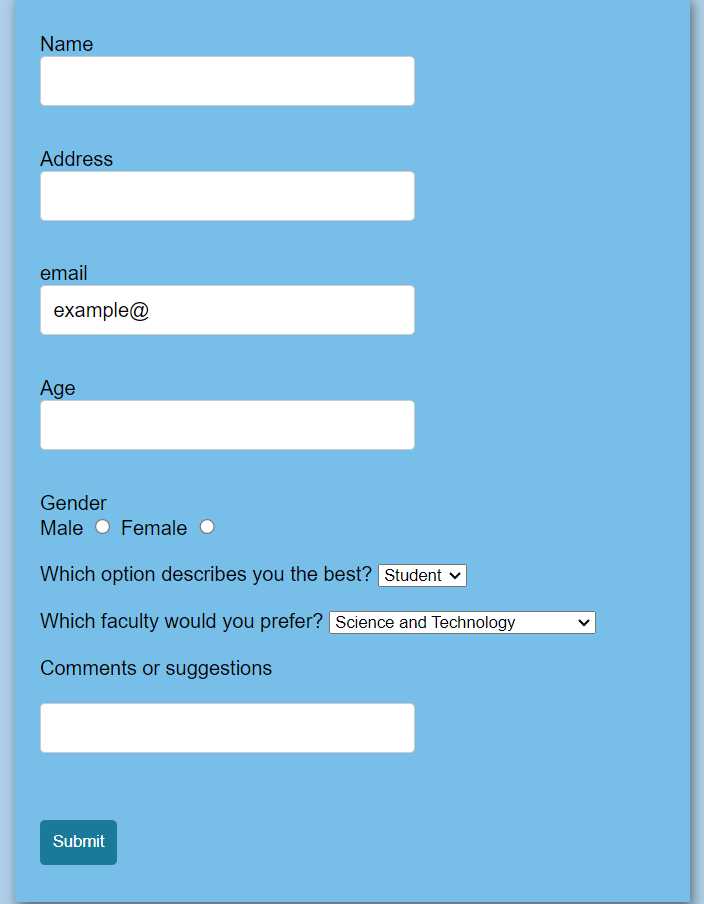 Name
Address
email
example@
Age
Gender
Male Female
Which option describes you the best? Student
Which faculty would you prefer? Science and Technology
Comments or suggestions
Submit